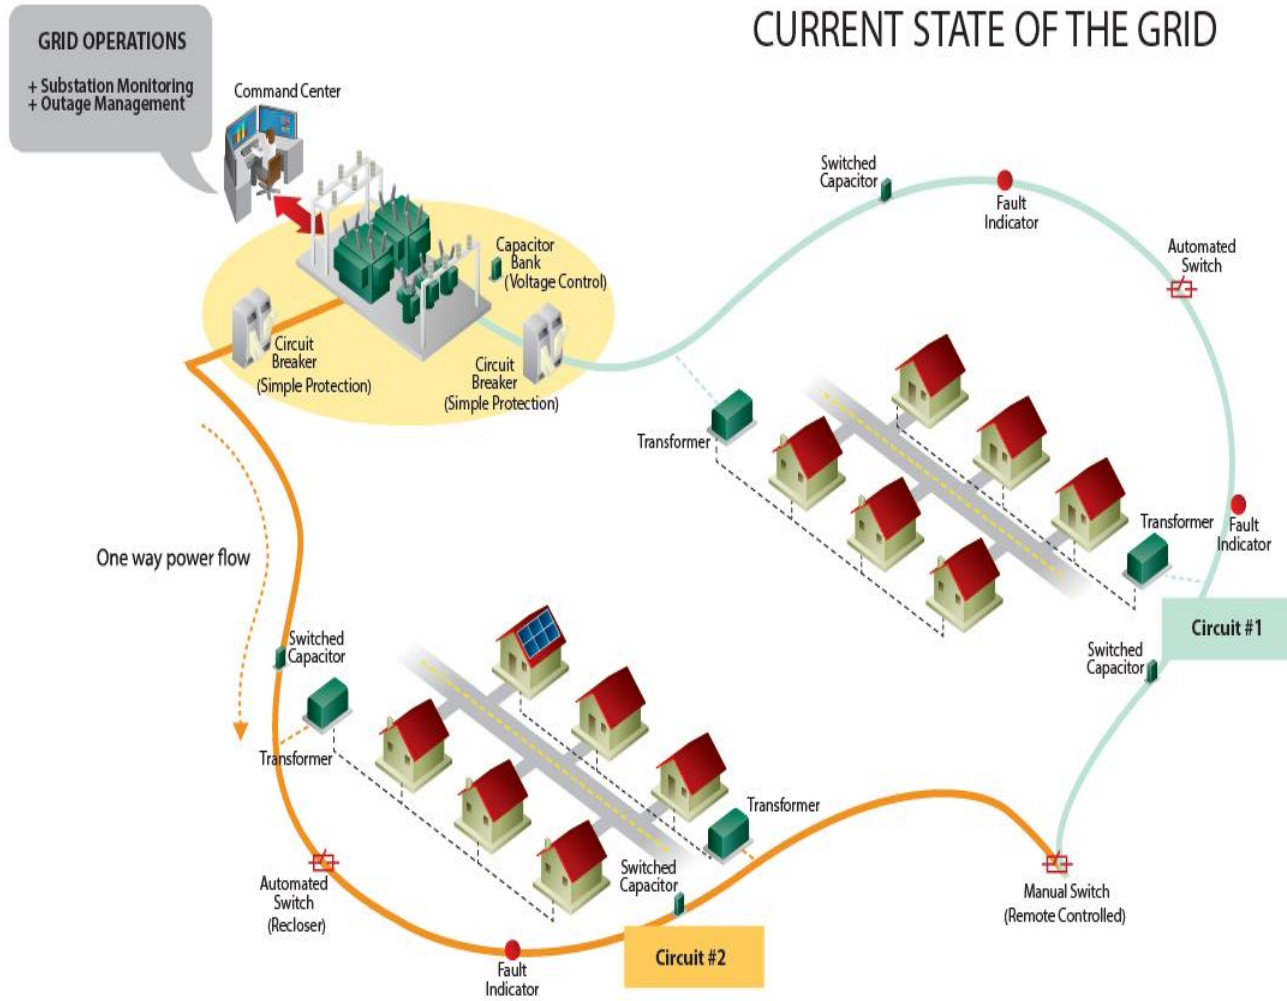 CURRENT STATE OF THE GRID
GRID OPERATIONS
+ Substation Monitoring
+ Outage Management
Command Center
Capacitor
Bank
(Voltage Control)
Circuit
Breaker
(Simple Protection)
Circuit
Breaker
(Simple Protection)
Switched
Capacitor
Fault
Indicator
Automated
Switch
Transformer
Transformer
Fault
Indicator
Circuit #1
Switched
Capacitor
One way power flow
Switched
Capacitor
Transformer
Transformer
Automated
Switch
(Recloser)
Switched
Capacitor
Manual Switch
(Remote Controlled)
Fault
Indicator
Circuit #2